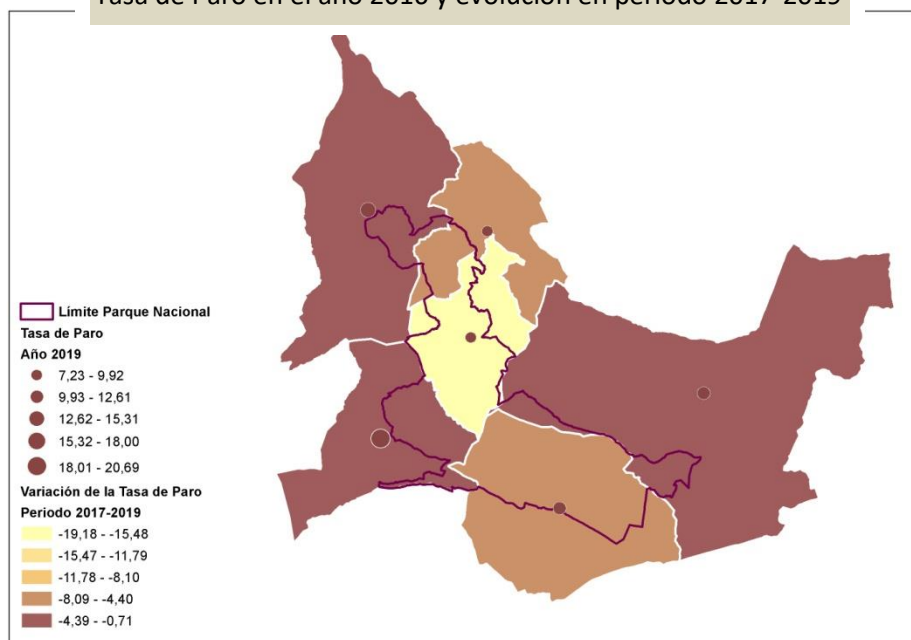 Tasa de Paro en el año 2016 y evolución en periodo 2017-2019
Límite Parque Nacional
Tasa de Paro
Año 2019
7,23 - 9,92
9,93 - 12,61
12,62 - 15,31
15,32 - 18,00
18,01 - 20,69
Variación de la Tasa de Paro
Periodo 2017-2019
-19,18 - -15,48
-15,47 - -11,79
-11,78 - -8,10
-8,09 - -4,40
-4,39 - -0,71